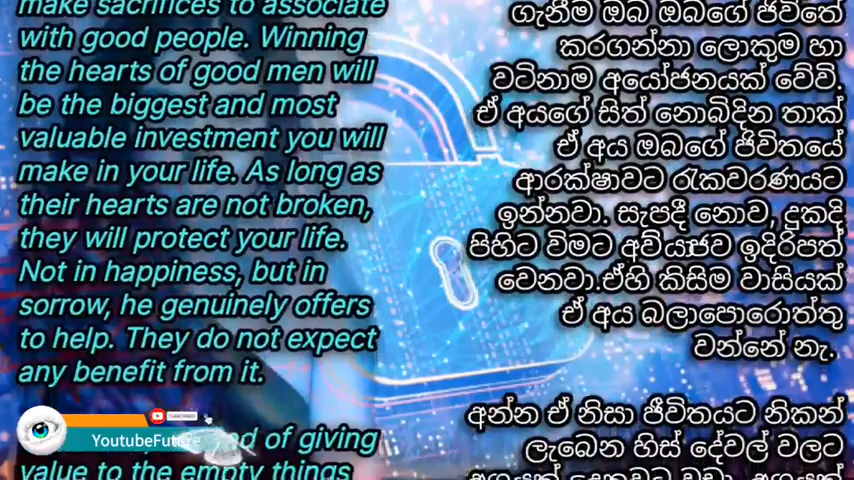 make sacrifices to associate
with good people. Winning
the hearts of good men will
be the biggest and most
valuable investment you will
make in your life. As long as
their hearts are not broken,
they will protect your life.
Not in happiness, but in
sorrow, he genuinely offers
to help. They do not expect
any benefit from it.
d of giving
value to the empty things
ගැනීම ඔබ ඔබගේ ජීවිතේ
කරගන්නා ලොකුම හා
වටිනාම අයෝජනයක් වේවි.
ඒ අයගේ සිත් නොබිදින තාක්
ඒ අය ඔබගේ ජිවිතයේ
ආරක්ෂාවට රැකවරණයට
ඉන්නවා. සැපදී නොව, දුකදි
පිහිට විමට අව්යාජව ඉදිරිපත්
වෙනවා.ඒහි කිසිම වාසියක්
ඒ අය බලාපොරොත්තු
වන්නේ නැ.
අන්න ඒ නිසා ජීවිතයට නිකන්
ලැබෙන හිස් දේවල් වලට
SUBSCRIBE
YoutubeFuture